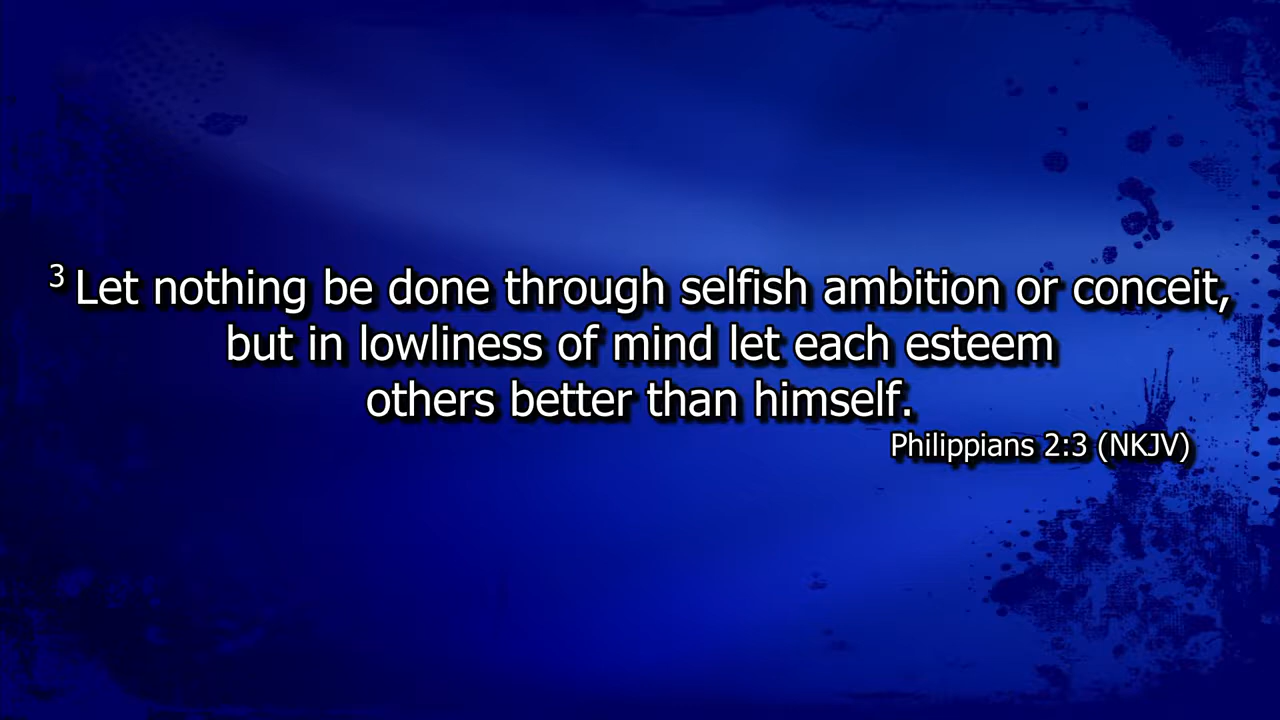 3 Let nothing be done through selfish ambition or conceit,
but in lowliness of mind let each esteem
others better than himself.
Philippians 2:3 (NKJV)